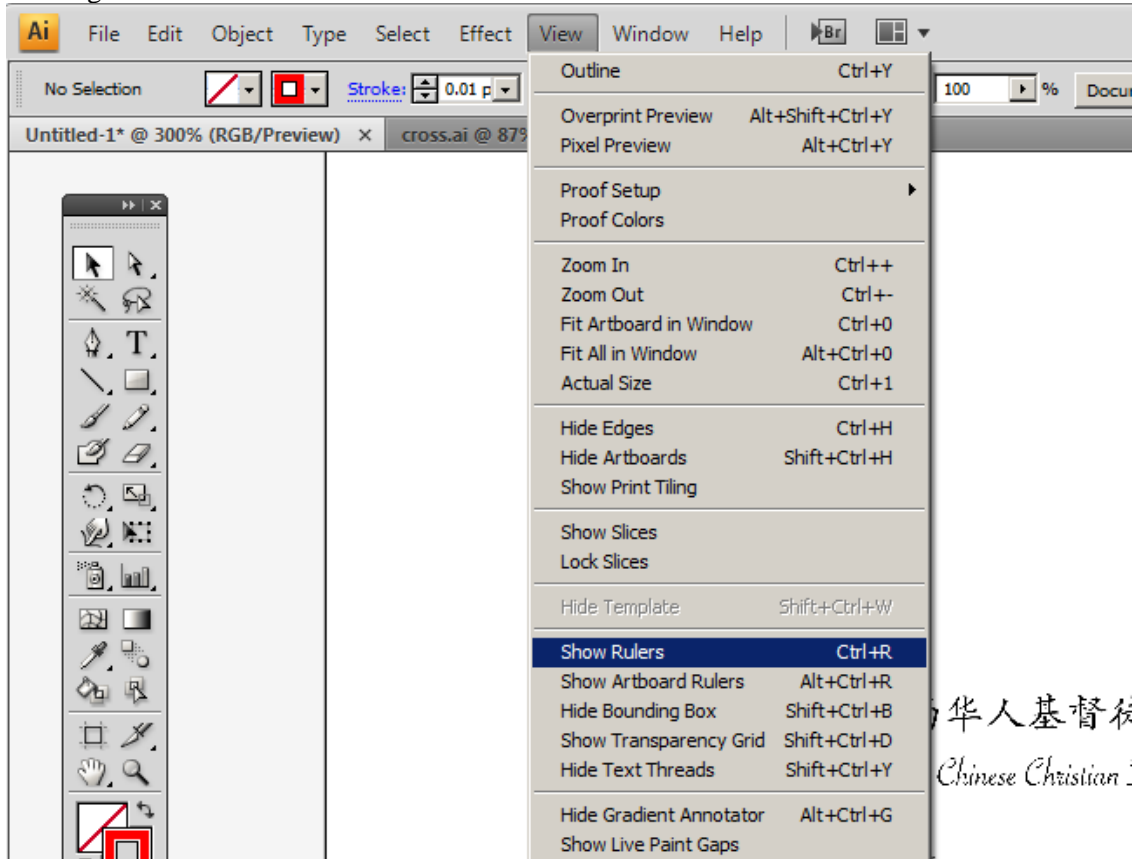 Ai File Edit Object Type Select Effect View Window Help Br
No Selection Stroke: 0.01 p 100 %
Untitled-1* @ 300% (RGB/Preview) × cross.ai @ 87%
Outline Ctrl+Y
Overprint Preview Alt+Shift+Ctrl+Y
Pixel Preview Alt+Ctrl+Y
Proof Setup
Proof Colors
Zoom In Ctrl++
Zoom Out Ctrl+-
Fit Artboard in Window Ctrl+0
Fit All in Window Alt+Ctrl+0
Actual Size Ctrl+1
Hide Edges Ctrl+H
Hide Artboards Shift+Ctrl+H
Show Print Tiling
Show Slices
Lock Slices
Hide Template Shift+Ctrl+W
Show Rulers Ctrl+R
Show Artboard Rulers Alt+Ctrl+R
Hide Bounding Box Shift+Ctrl+B
Show Transparency Grid Shift+Ctrl+D
Hide Text Threads Shift+Ctrl+Y
Hide Gradient Annotator Alt+Ctrl+G
Show Live Paint Gaps
华人基督徒
Chinese Christian